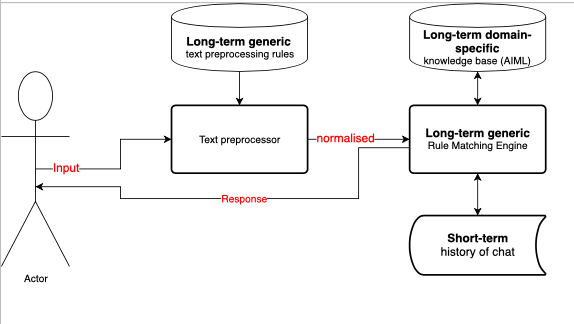 Long-term generic
text preprocessing rules
Long-term domain-
specific
knowledge base (AIML)
Text preprocessor
normalised
Long-term generic
Rule Matching Engine
Input
Response
Short-term
history of chat
Actor